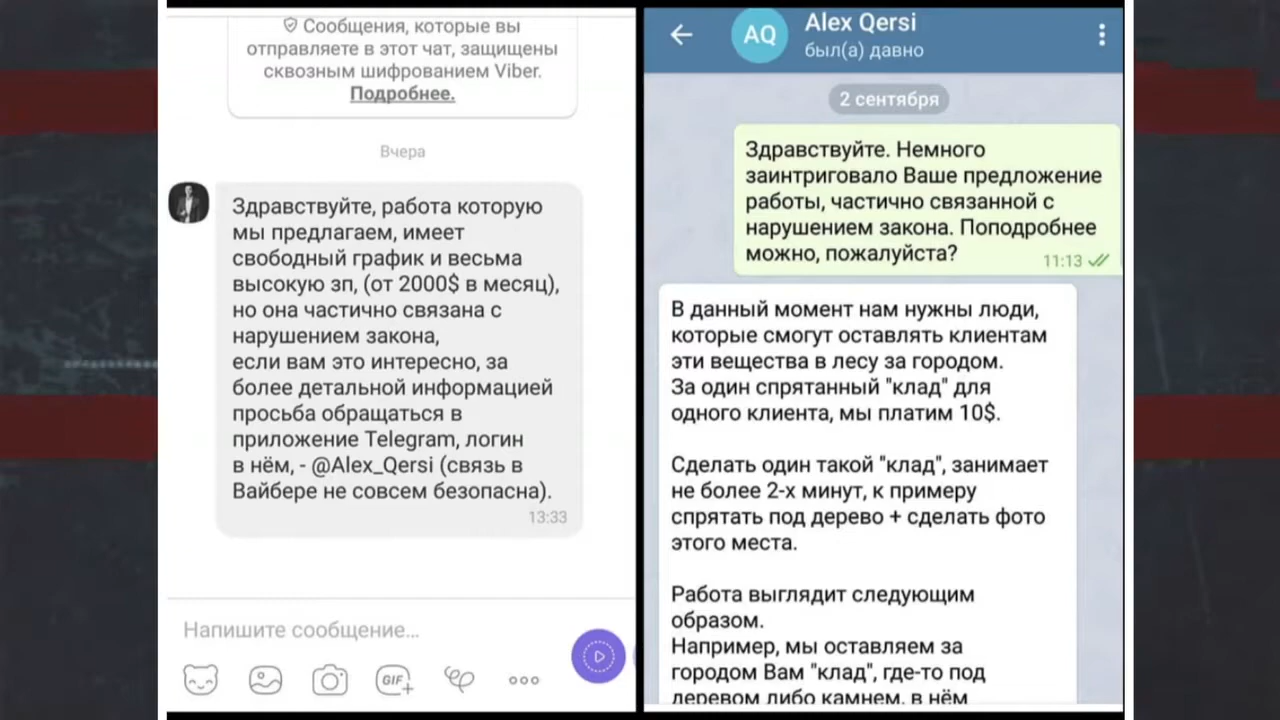 Сообщения, которые вы
отправляете в этот чат, защищены
сквозным шифрованием Viber.
Подробнее.
Вчера
Здравствуйте, работа которую
мы предлагаем, имеет
свободный график и весьма
высокую зп, (от 2000$ в месяц),
но она частично связана с
нарушением закона,
если вам это интересно, за
более детальной информацией
просьба обращаться в
приложение Telegram, логин
в нём, - @Alex_Qersi (связь в
Вайбере не совсем безопасна).
13:33
Напишите сообщение...
GIF
AQ
Alex Qersi
был(а) давно
2 сентября
Здравствуйте. Немного
заинтриговало Ваше предложение
работы, частично связанной с
нарушением закона. Поподробнее
можно, пожалуйста?
11:13
В данный момент нам нужны люди,
которые смогут оставлять клиентам
эти вещества в лесу за городом.
За один спрятанный "клад" для
одного клиента, мы платим 10$.
Сделать один такой "клад", занимает
не более 2-х минут, к примеру
спрятать под дерево + сделать фото
этого места.
Работа выглядит следующим
образом.
Например, мы оставляем за
городом Вам "клад", где-то под
деревом либо камнем, в нём